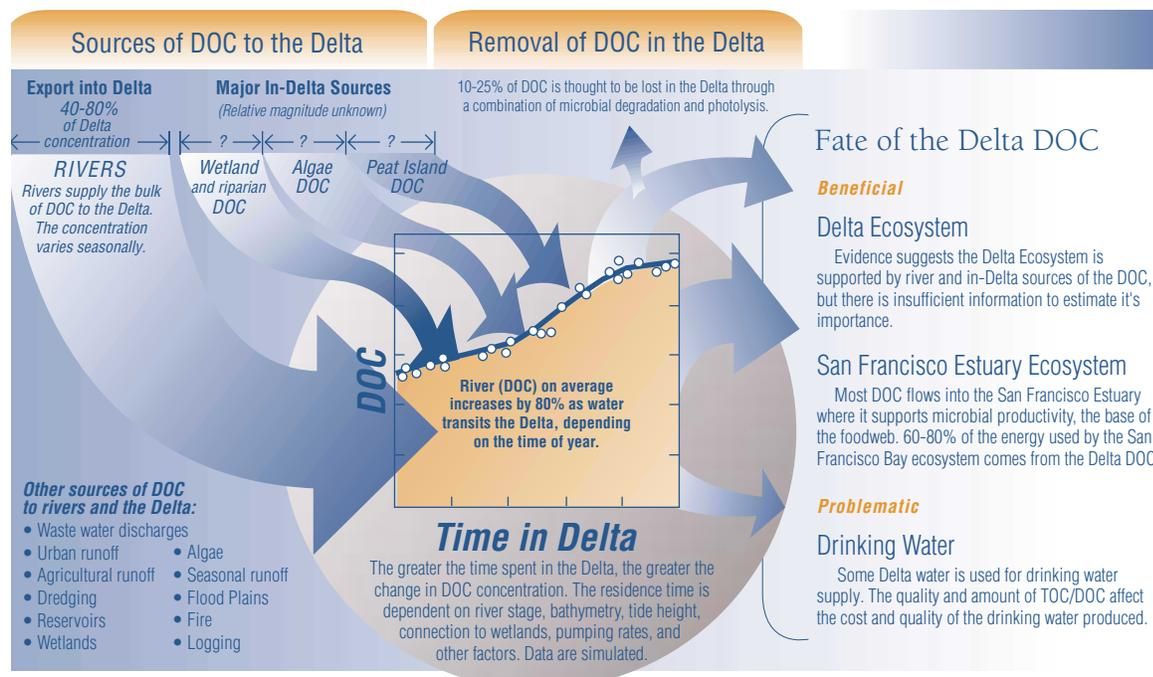 Sources of DOC to the Delta
Removal of DOC in the Delta
Export into Delta
40-80%
of Delta
concentration
Major In-Delta Sources
(Relative magnitude unknown)
? ? ?
RIVERS
Rivers supply the bulk
of DOC to the Delta.
The concentration
varies seasonally.
Wetland
and riparian
DOC
Algae
DOC
Peat Island
DOC
10-25% of DOC is thought to be lost in the Delta through
a combination of microbial degradation and photolysis.
DOC
River (DOC) on average
increases by 80% as water
transits the Delta, depending
on the time of year.
Time in Delta
The greater the time spent in the Delta, the greater the
change in DOC concentration. The residence time is
dependent on river stage, bathymetry, tide height,
connection to wetlands, pumping rates, and
other factors. Data are simulated.
Other sources of DOC
to rivers and the Delta:
• Waste water discharges
• Urban runoff
• Agricultural runoff
• Dredging
• Reservoirs
• Wetlands
• Algae
• Seasonal runoff
• Flood Plains
• Fire
• Logging
Fate of the Delta DOC
Beneficial
Delta Ecosystem
Evidence suggests the Delta Ecosystem is
supported by river and in-Delta sources of the DOC,
but there is insufficient information to estimate it's
importance.
San Francisco Estuary Ecosystem
Most DOC flows into the San Francisco Estuary
where it supports microbial productivity, the base of
the foodweb. 60-80% of the energy used by the San
Francisco Bay ecosystem comes from the Delta DOC
Problematic
Drinking Water
Some Delta water is used for drinking water
supply. The quality and amount of TOC/DOC affect
the cost and quality of the drinking water produced.